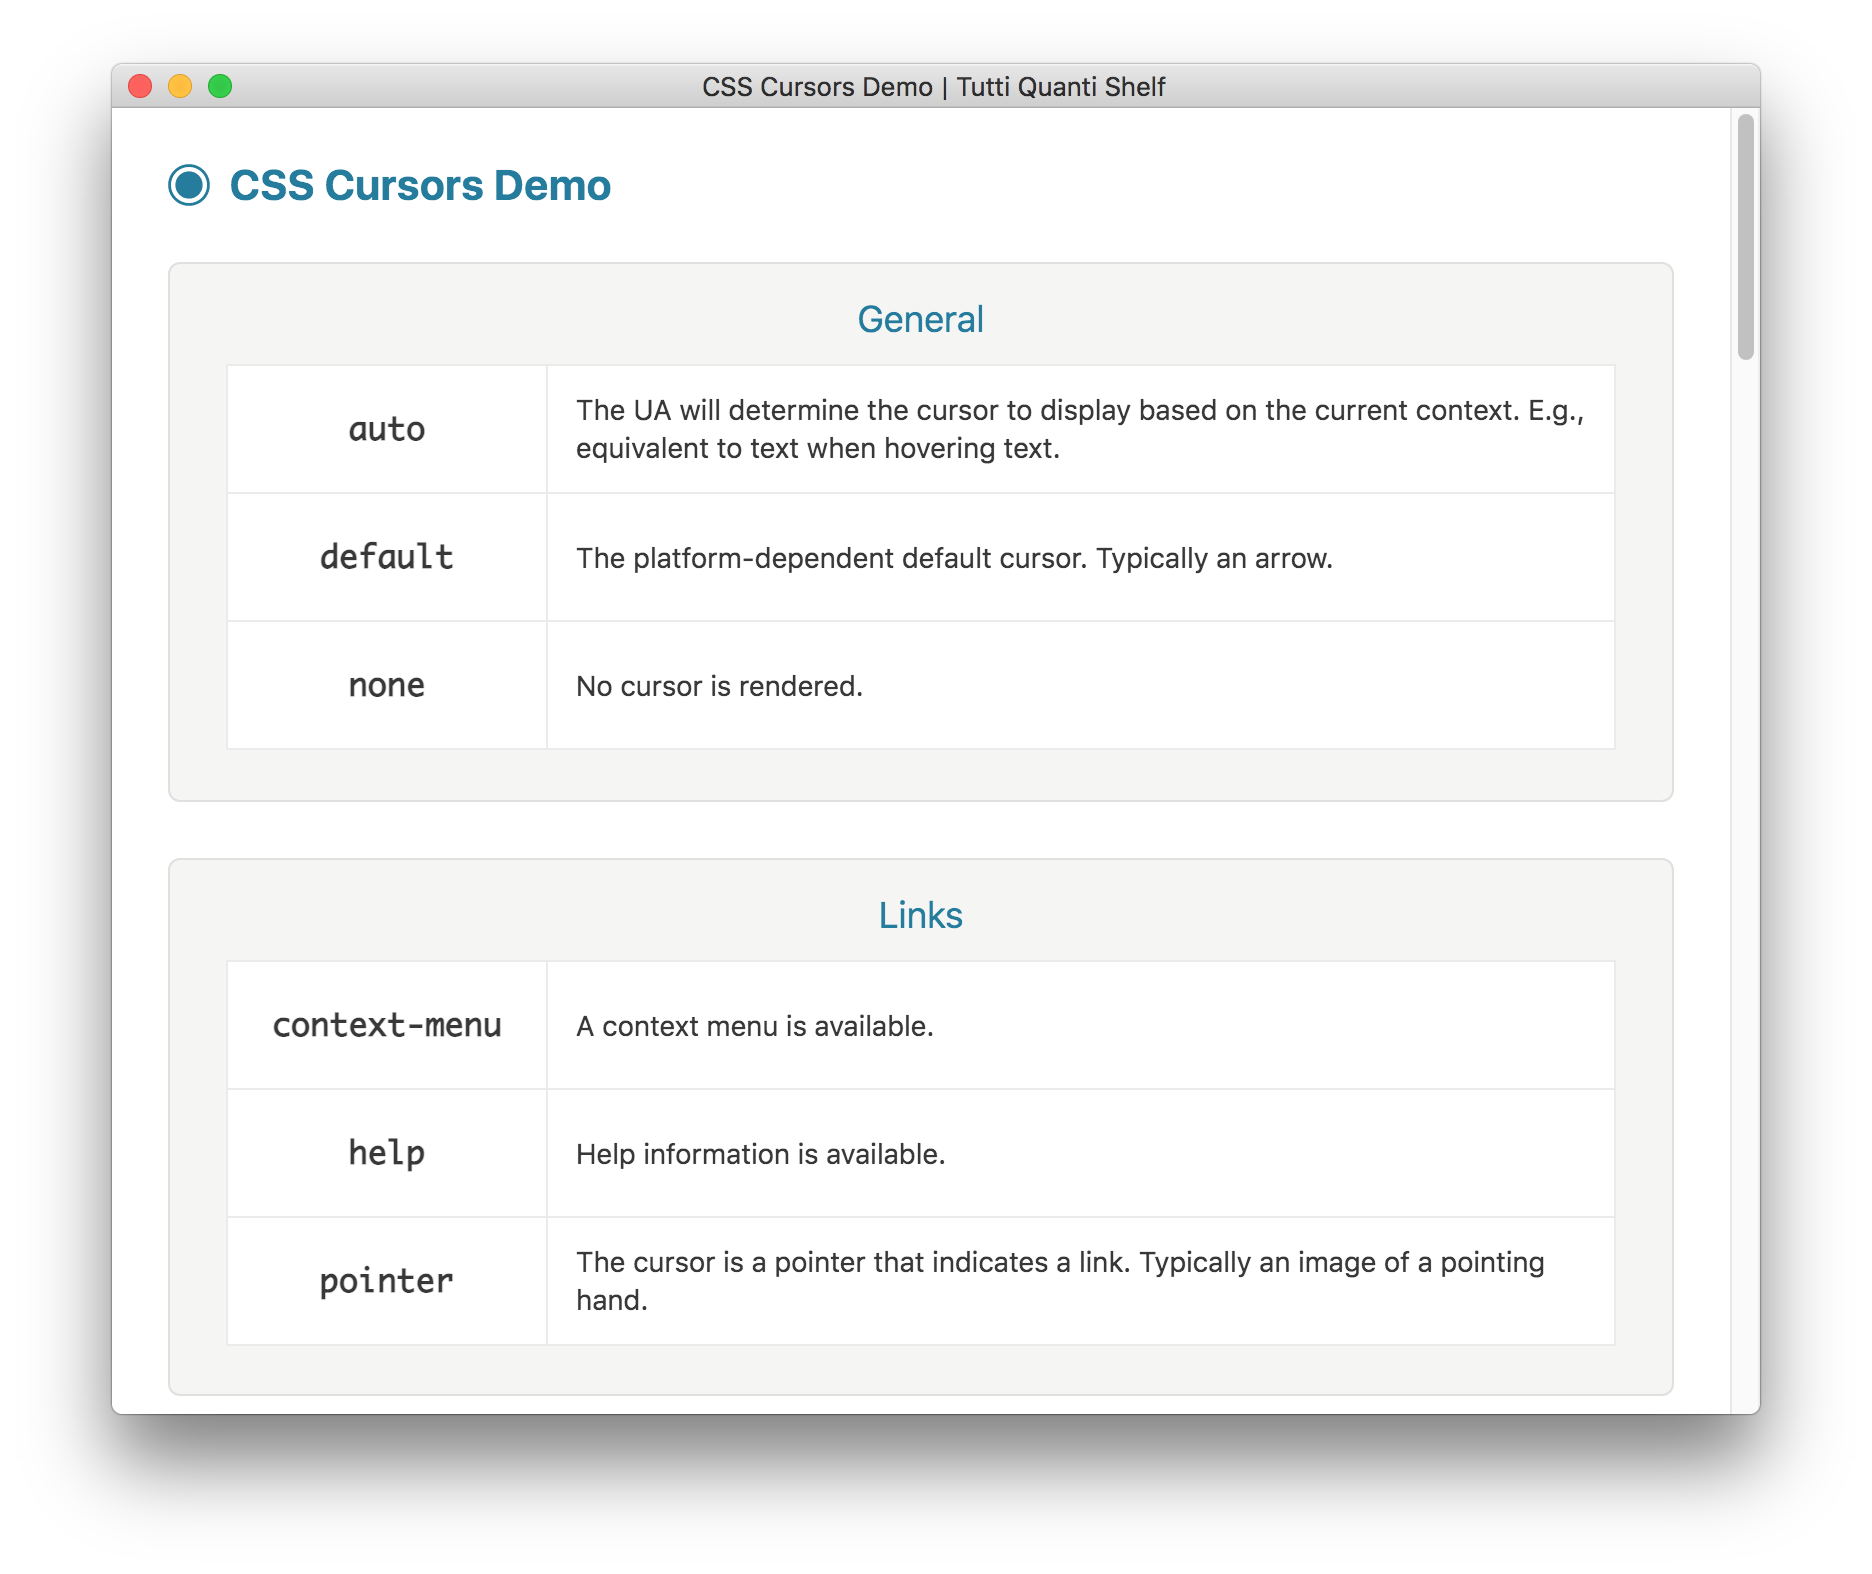 CSS Cursors Demo | Tutti Quanti Shelf
CSS Cursors Demo
General
auto
The UA will determine the cursor to display based on the current context. E.g.,
equivalent to text when hovering text.
default
The platform-dependent default cursor. Typically an arrow.
none
No cursor is rendered.
Links
context-menu
A context menu is available.
help
Help information is available.
pointer
The cursor is a pointer that indicates a link. Typically an image of a pointing
hand.